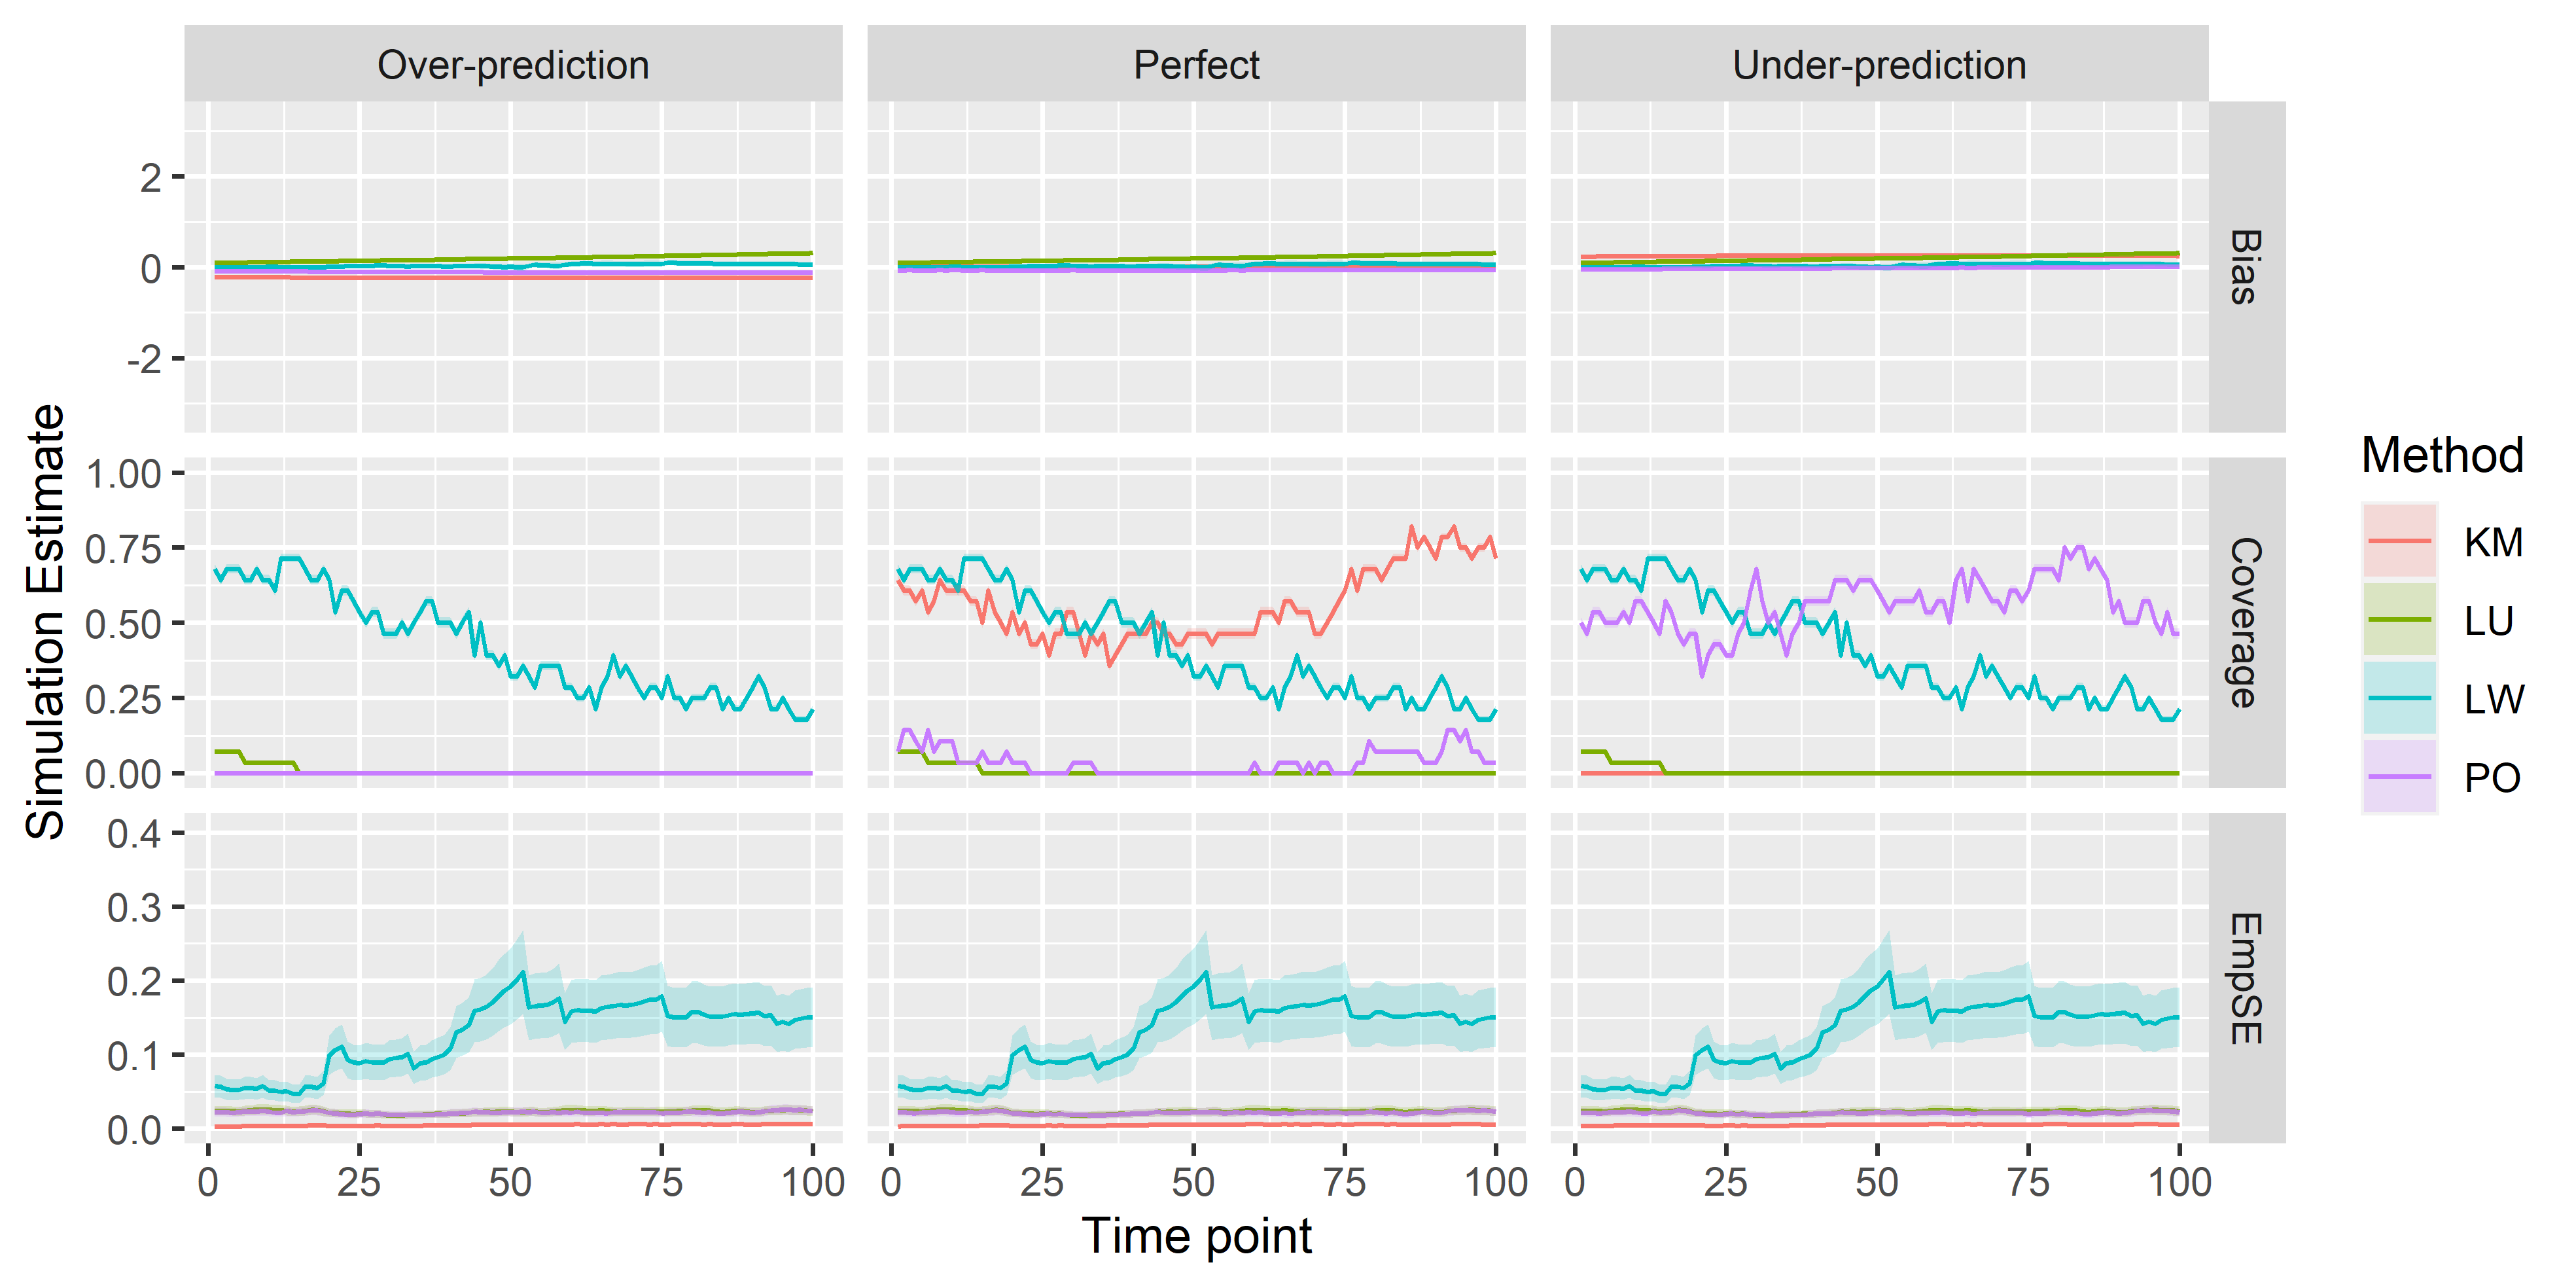 Over-prediction
Perfect
Under-prediction
2
0
-2
Bias
1.00
0.75
0.50
0.25
0.00
Coverage
0.4
0.3
0.2
0.1
0.0
EmpSE
0 25 50 75 100
0 25 50 75 100
0 25 50 75 100
Time point
Simulation Estimate
Method
KM
LU
LW
PO